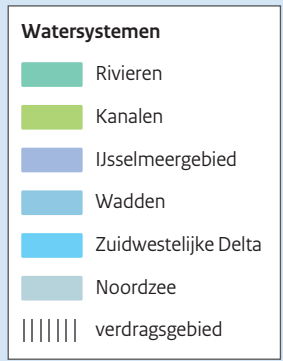 Watersystemen
Rivieren
Kanalen
IJsselmeergebied
Wadden
Zuidwestelijke Delta
Noordzee
verdragsgebied